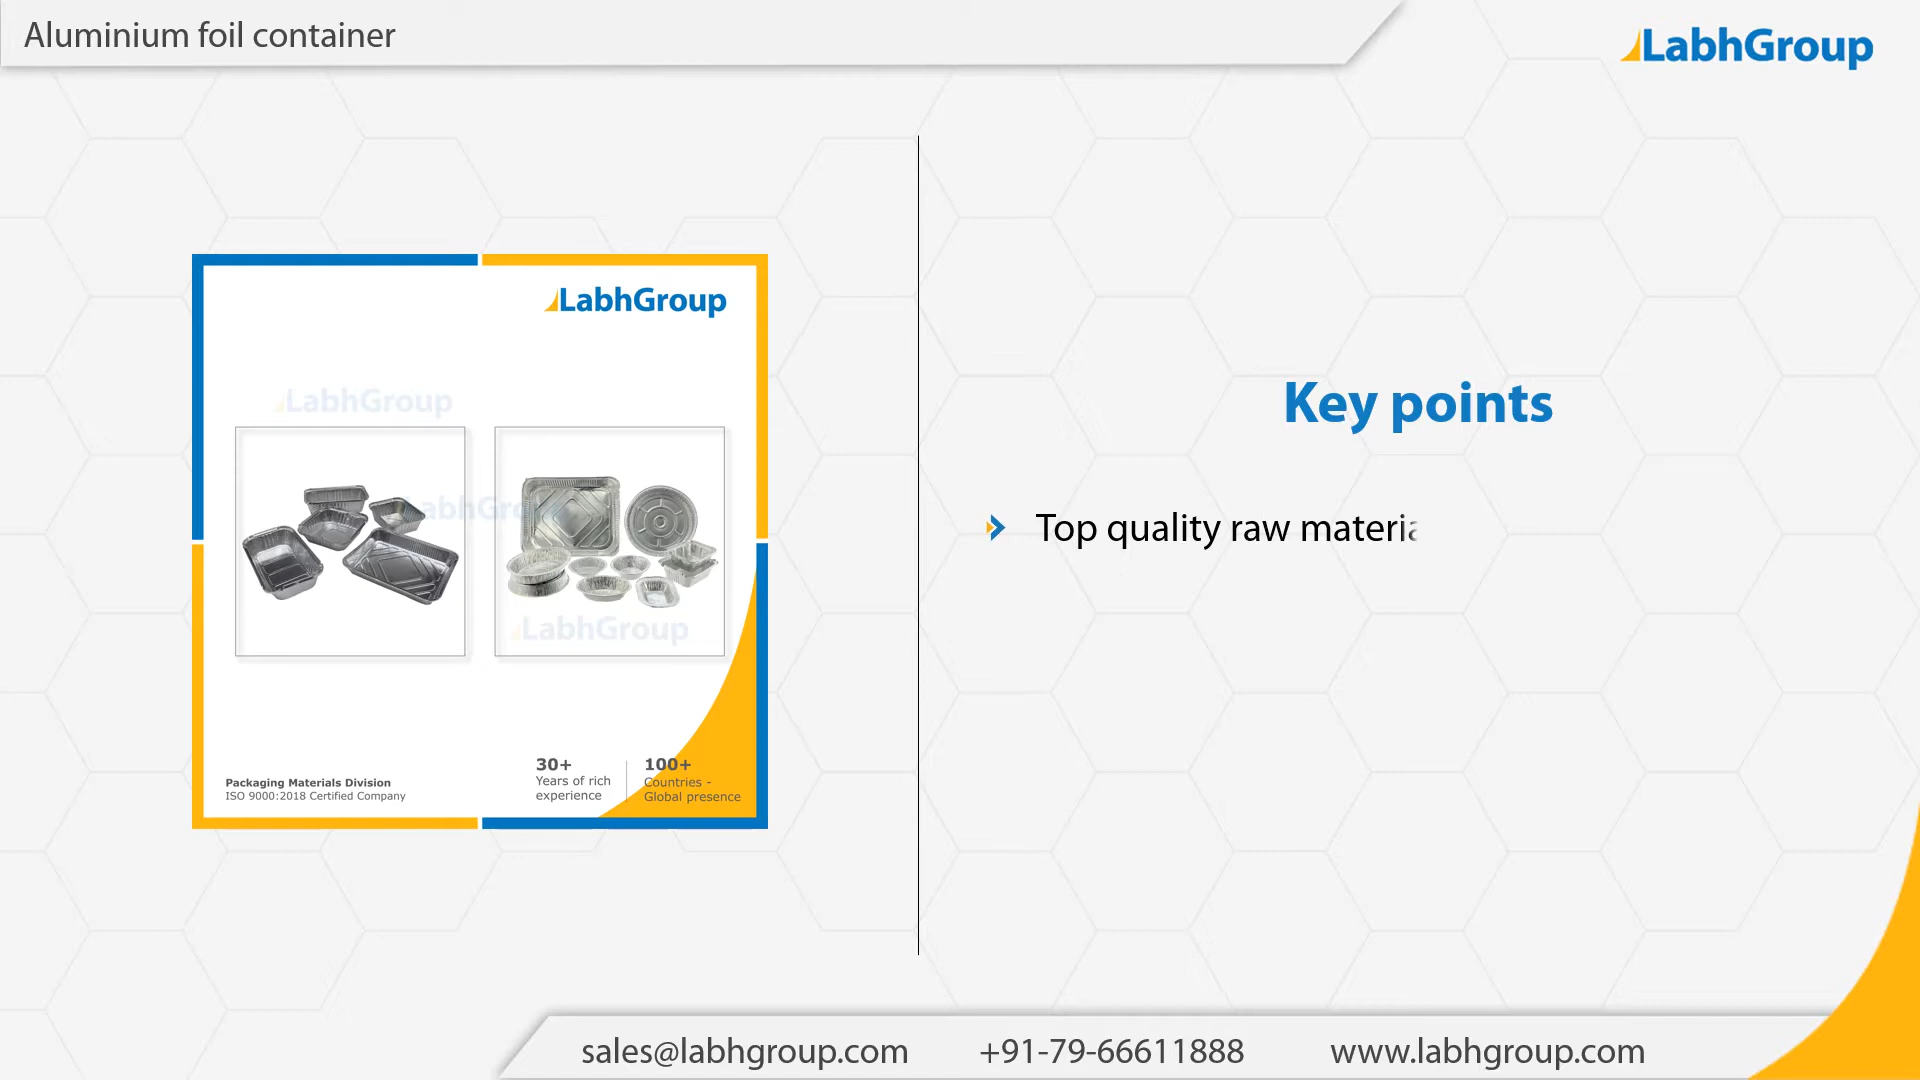 Aluminium foil container
LabhGroup
LabhGroup
LabhGroup
LabhGroup
LabhGroup
Packaging Materials Division
ISO 9000:2018 Certified Company
30+
Years of rich
experience
100+
Countries -
Global presence
Key points
Top quality raw materia
sales@labhgroup.com
+91-79-66611888
www.labhgroup.com